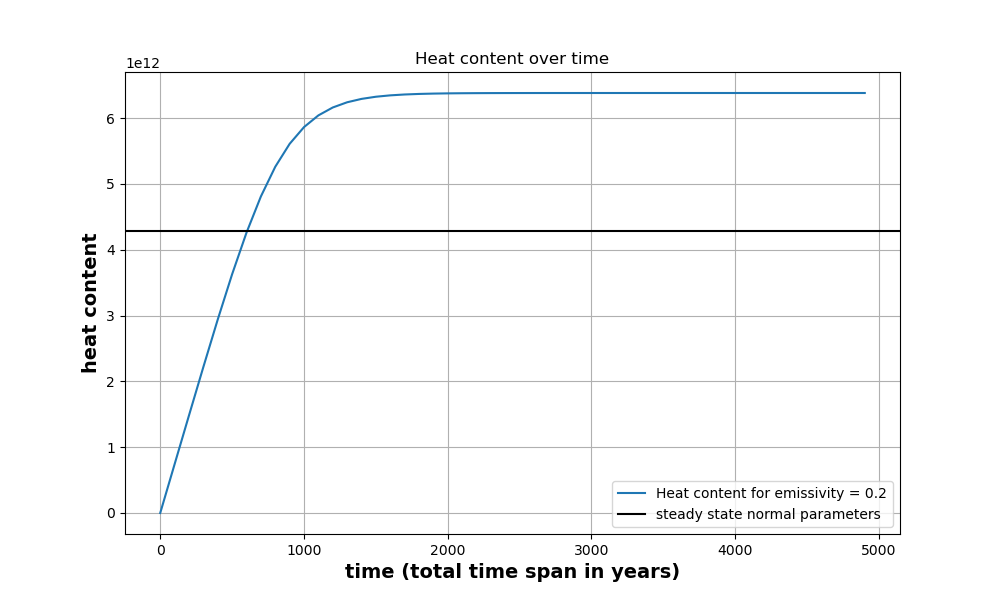 Heat content over time
1e12
6
5
4
3
2
1
0
heat content
0 1000 2000 3000 4000 5000
time (total time span in years)
Heat content for emissivity = 0.2
steady state normal parameters